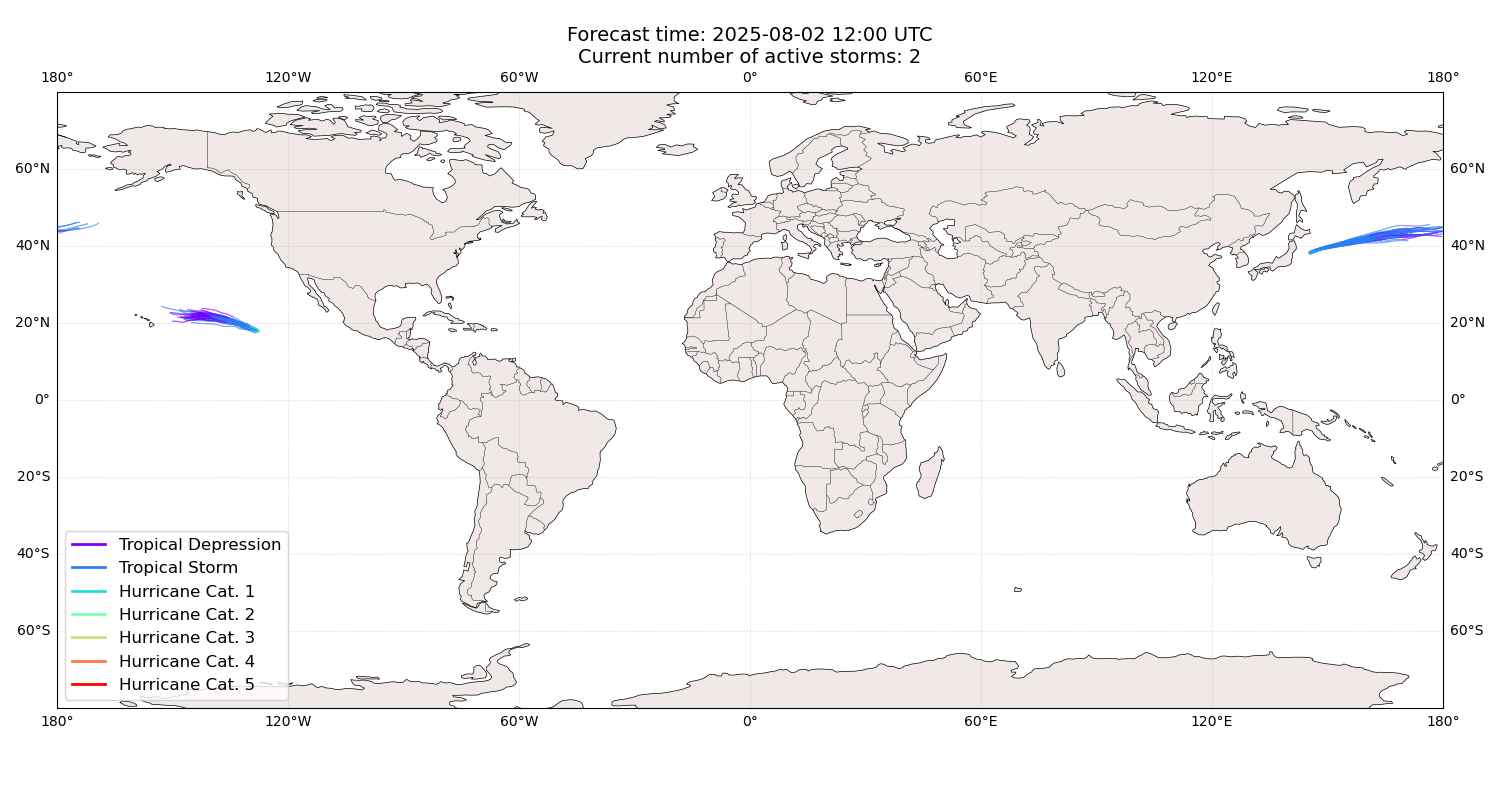 Forecast time: 2025-08-02 12:00 UTC
Current number of active storms: 2
180° 120°W 60°W 0° 60°E 120°E 180°
60°N 60°N
40°N 40°N
20°N 20°N
0° 0°
20°S 20°S
40°S 40°S
60°S 60°S
Tropical Depression
Tropical Storm
Hurricane Cat. 1
Hurricane Cat. 2
Hurricane Cat. 3
Hurricane Cat. 4
Hurricane Cat. 5
180° 120°W 60°W 0° 60°E 120°E 180°